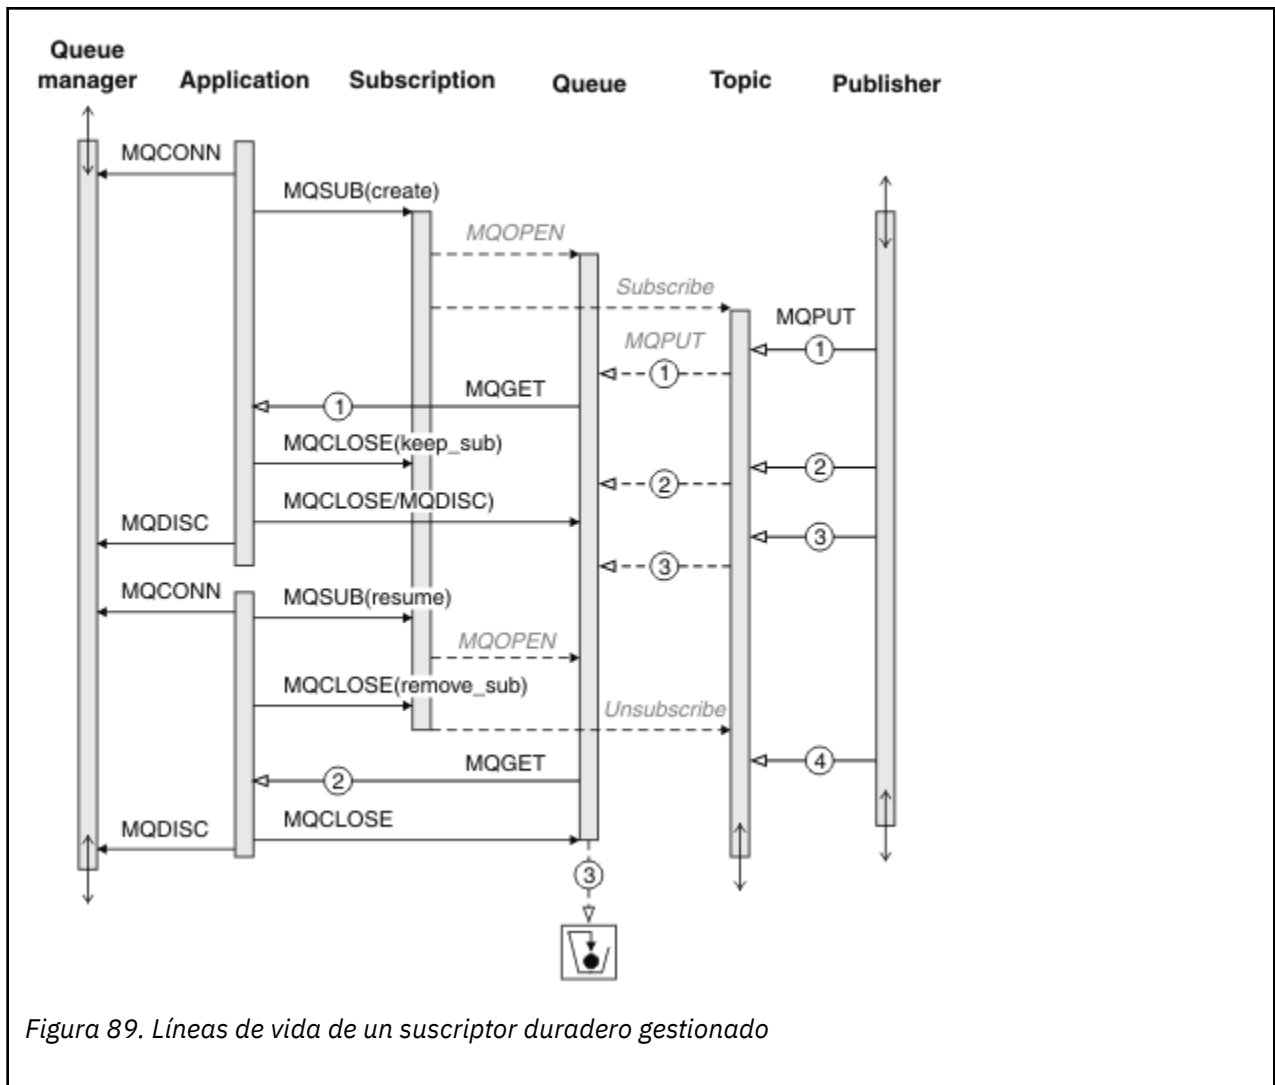 Queue
manager
Application
Subscription
Queue
Topic
Publisher
MQCONN
MQSUB(create)
MQOPEN
Subscribe
MQPUT
1
MQPUT
1
MQGET
1
MQCLOSE(keep_sub)
2
2
MQCLOSE/MQDISC)
MQDISC
3
3
MQCONN
MQSUB(resume)
MQOPEN
MQCLOSE(remove_sub)
Unsubscribe
4
MQGET
2
MQCLOSE
MQDISC
3
Figura 89. Líneas de vida de un suscriptor duradero gestionado